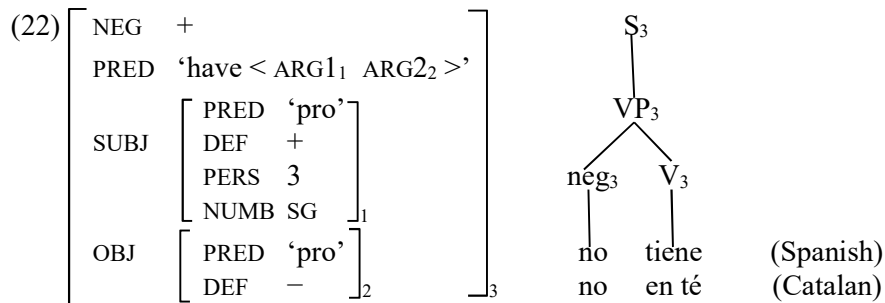 (22) NEG + S3
PRED ‘have < ARG11 ARG22 >’
PRED ‘pro’ VP3
SUBJ DEF +
PERS 3 neg3 V3
NUMB SG 1
OBJ PRED ‘pro’ no tiene (Spanish)
DEF – 2 3 no en té (Catalan)